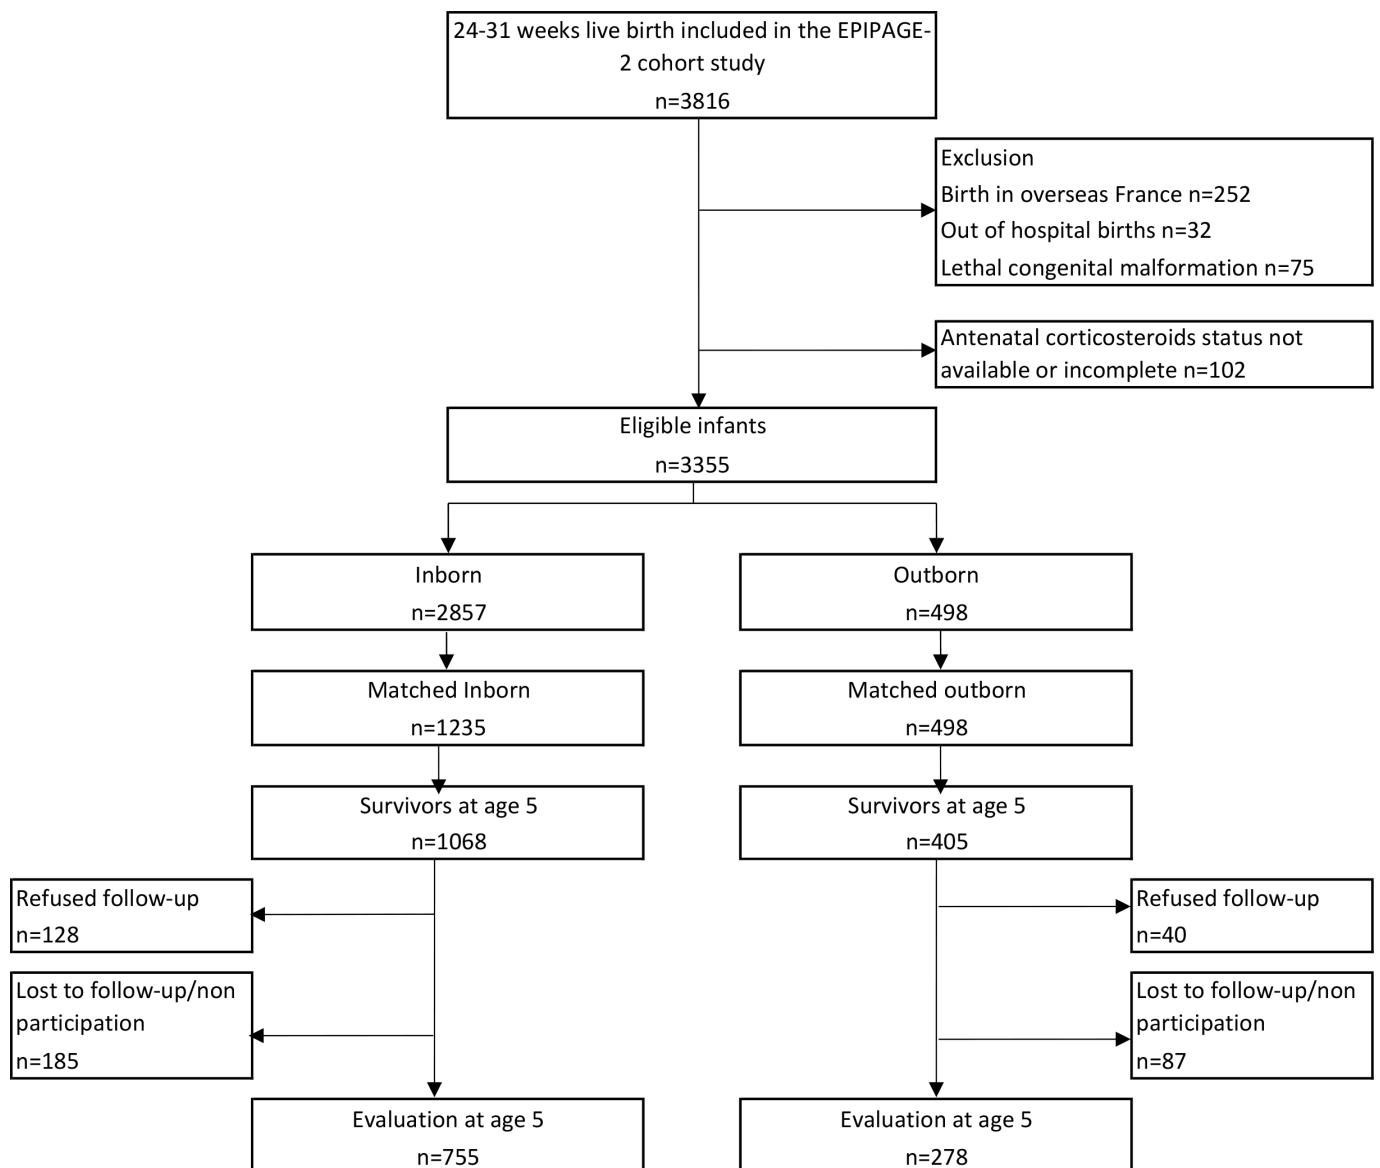 24-31 weeks live birth included in the EPIPAGE-
2 cohort study
n=3816
Exclusion
Birth in overseas France n=252
Out of hospital births n=32
Lethal congenital malformation n=75
Antenatal corticosteroids status not
available or incomplete n=102
Eligible infants
n=3355
Inborn
n=2857
Outborn
n=498
Matched Inborn
n=1235
Matched outborn
n=498
Survivors at age 5
n=1068
Survivors at age 5
n=405
Refused follow-up
n=128
Refused follow-up
n=40
Lost to follow-up/non
participation
n=185
Lost to follow-up/non
participation
n=87
Evaluation at age 5
n=755
Evaluation at age 5
n=278